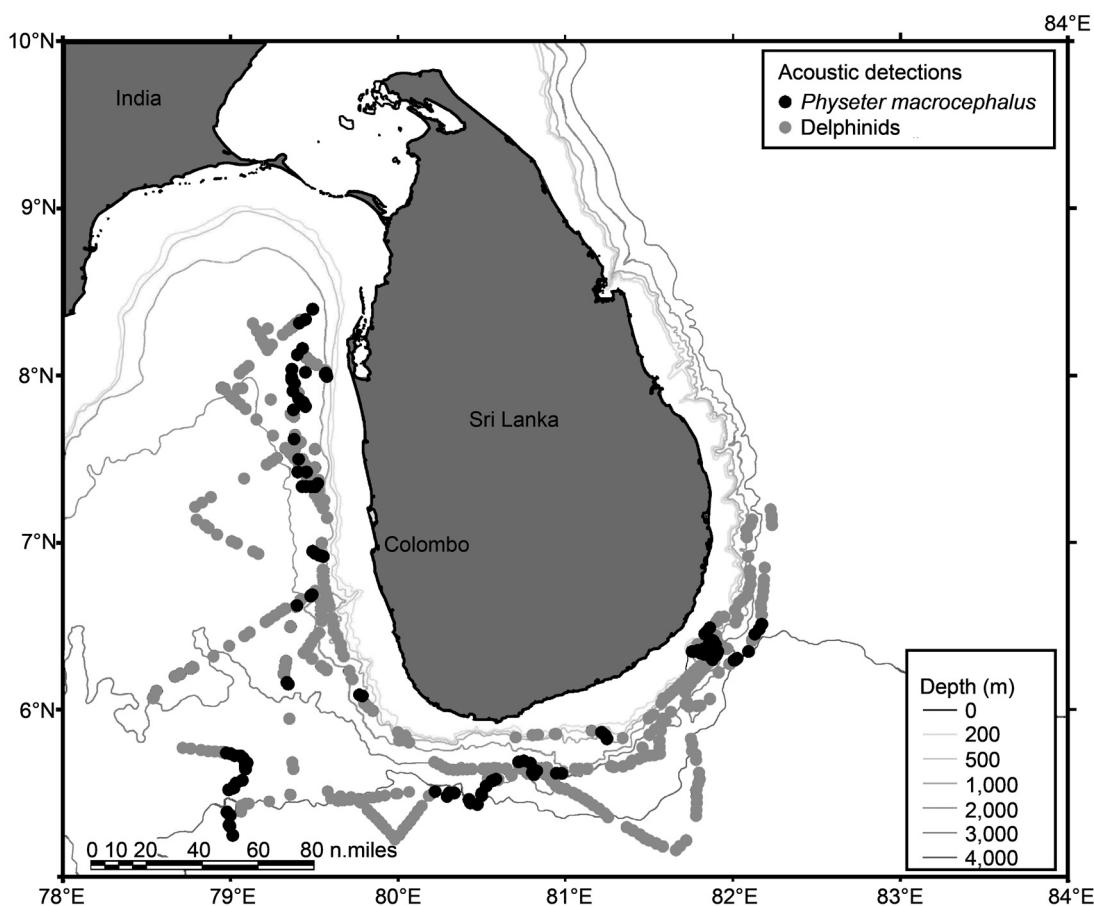 84°E
10°N
India
Acoustic detections
Physeter macrocephalus
Delphinids
9°N
8°N
Sri Lanka
7°N
Colombo
6°N
Depth (m)
0
200
500
1,000
2,000
3,000
4,000
0 10 20 40 60 80 n.miles
78°E 79°E 80°E 81°E 82°E 83°E 84°E